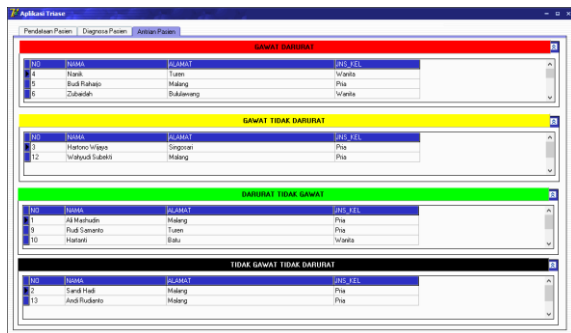 Aplikasi Triase
Pendataan Pasien Diagnosa Pasien Antrian Pasien
GAWAT DARURAT
NO NAMA ALAMAT JNS_KEL
4 Nanik Turen Wanita
5 Budi Raharjo Malang Pria
6 Zubaidah Bululawang Wanita
GAWAT TIDAK DARURAT
NO NAMA ALAMAT JNS_KEL
3 Hartono Wijaya Singosari Pria
12 Wahyudi Subekti Malang Pria
DARURAT TIDAK GAWAT
NO NAMA ALAMAT JNS_KEL
1 Ali Mashudin Malang Pria
9 Rudi Samanto Turen Pria
10 Hartanti Batu Wanita
TIDAK GAWAT TIDAK DARURAT
NO NAMA ALAMAT JNS_KEL
2 Sandi Hadi Malang Pria
13 Andi Rudianto Malang Pria